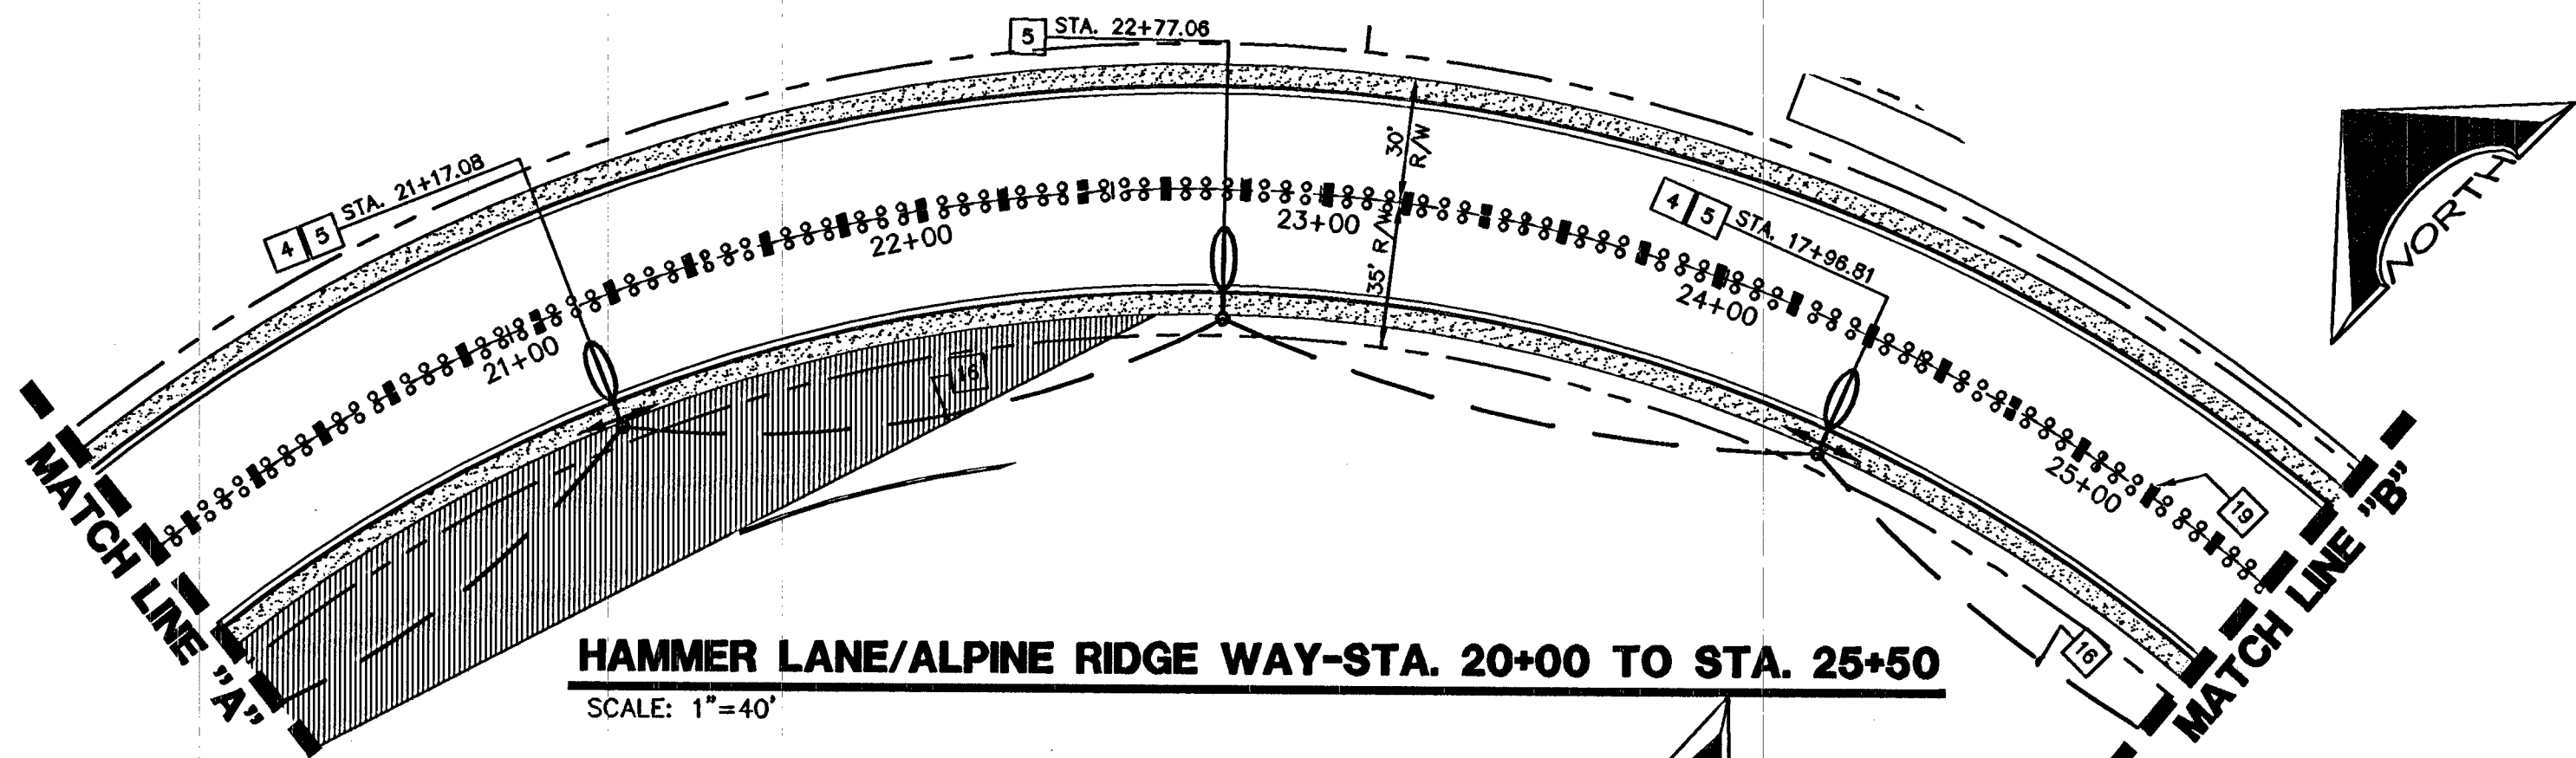 5 STA. 22+77.06
4 5 STA. 21+17.08
30' R/W
35' R/W
4 5 STA. 17+96.81
NORTH
21+00
22+00
23+00
24+00
25+00
16
19
16
MATCH LINE "A"
MATCH LINE "B"
HAMMER LANE/ALPINE RIDGE WAY-STA. 20+00 TO STA. 25+50
SCALE: 1"=40'